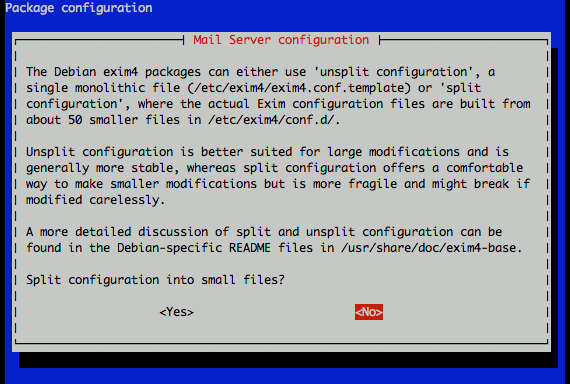 Package configuration
Mail Server configuration
The Debian exim4 packages can either use 'unsplit configuration', a
single monolithic file (/etc/exim4/exim4.conf.template) or 'split
configuration', where the actual Exim configuration files are built from
about 50 smaller files in /etc/exim4/conf.d/.
Unsplit configuration is better suited for large modifications and is
generally more stable, whereas split configuration offers a comfortable
way to make smaller modifications but is more fragile and might break if
modified carelessly.
A more detailed discussion of split and unsplit configuration can be
found in the Debian-specific README files in /usr/share/doc/exim4-base.
Split configuration into small files?
<Yes> <No>